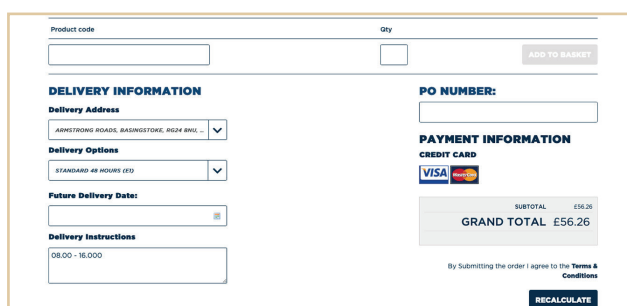 Product code Qty
ADD TO BASKET
DELIVERY INFORMATION
Delivery Address
ARMSTRONG ROADS, BASINGSTOKE, RG24 8NU, ...
Delivery Options
STANDARD 48 HOURS (E1)
Future Delivery Date:
Delivery Instructions
08.00 - 16.000
PO NUMBER:
PAYMENT INFORMATION
CREDIT CARD
VISA MasterCard
SUBTOTAL £56.26
GRAND TOTAL £56.26
By Submitting the order I agree to the Terms &
Conditions
RECALCULATE